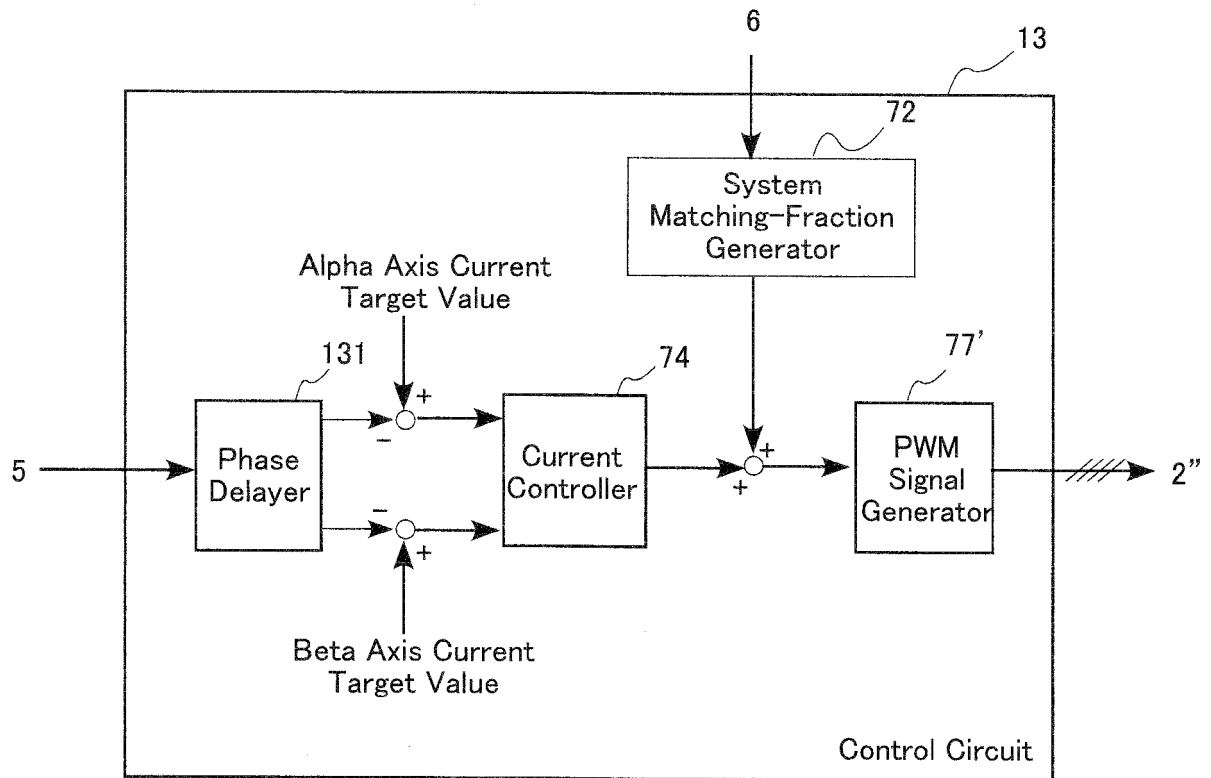 6
13
72
System
Matching-Fraction
Generator
Alpha Axis Current
Target Value
131
74
77’
+
−
+
+
5
Phase
Delayer
Current
Controller
PWM
Signal
Generator
2”
−
+
Beta Axis Current
Target Value
Control Circuit